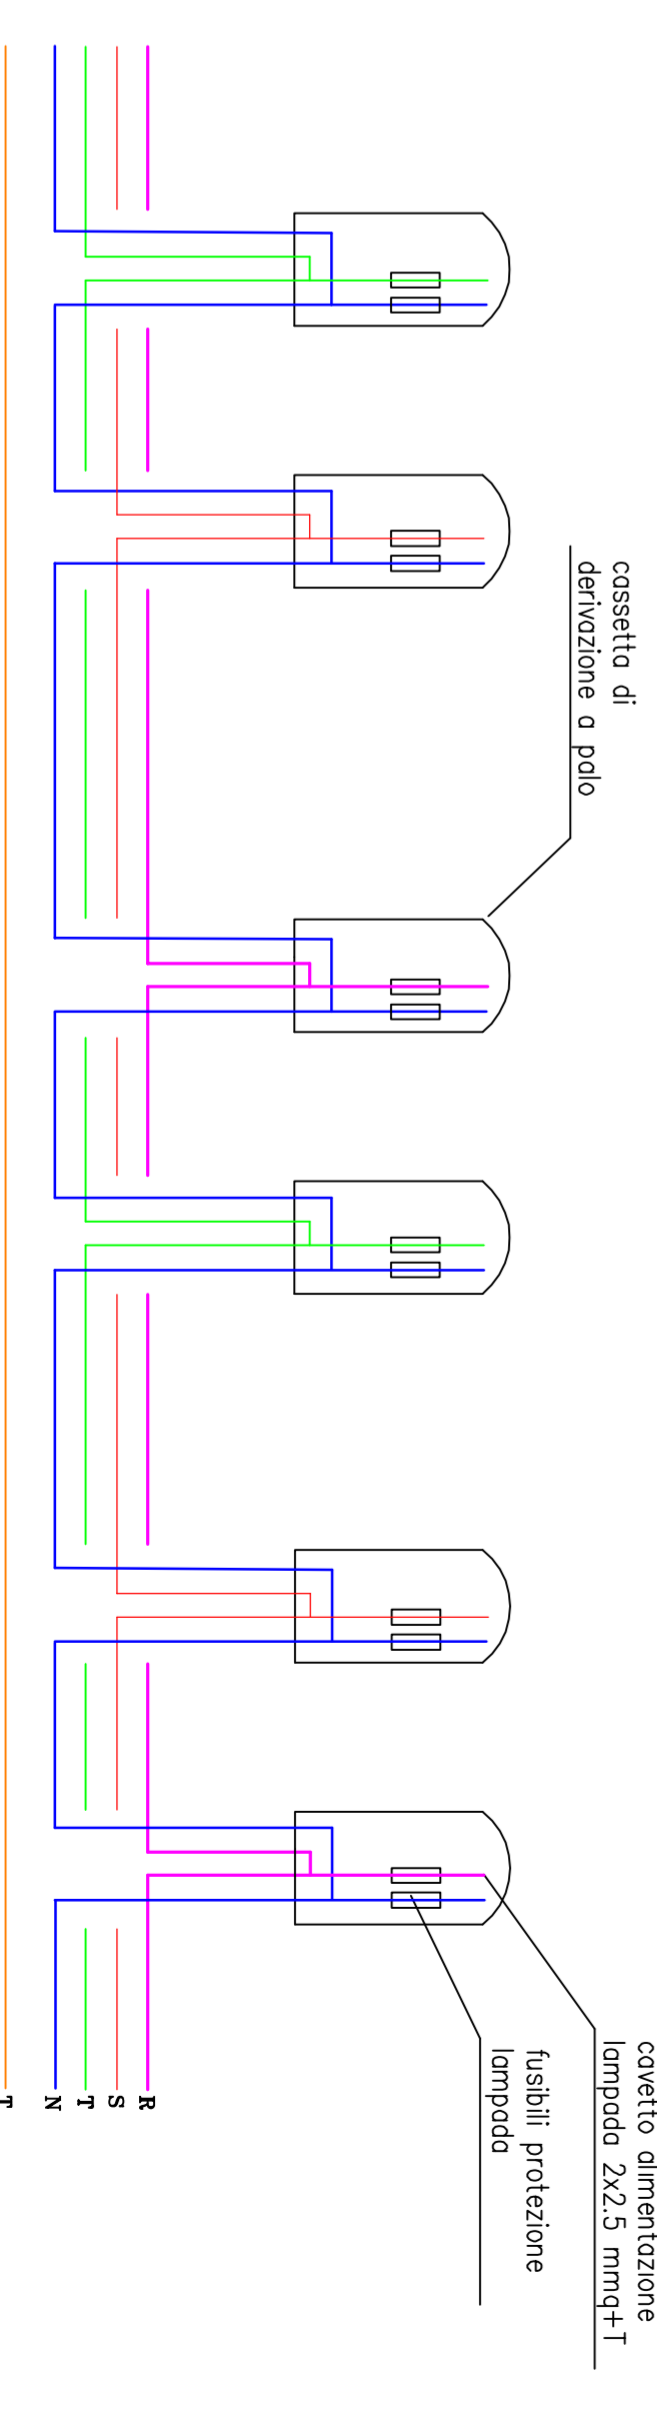 cassetta di
derivazione a palo
cavetto alimentazione
lampada 2x2.5 mmq+T
fusibili protezione
lampada
R
S
T
N
T